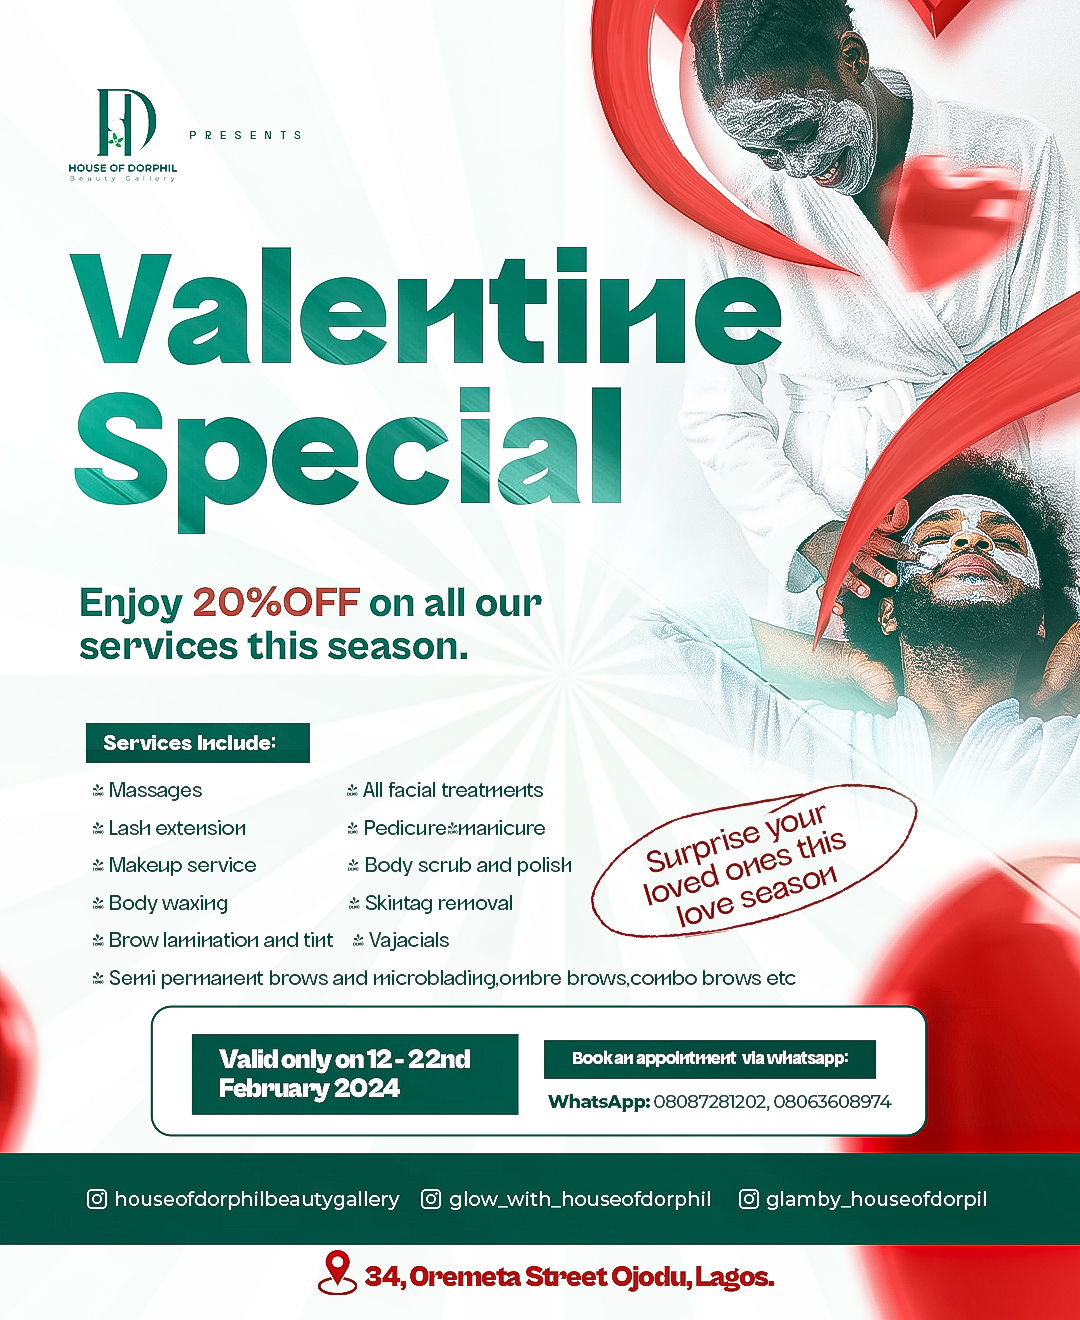 HOUSE OF DORPHIL
Beauty Gallery
PRESENTS
Valentine
Special
Enjoy 20%OFF on all our
services this season.
Services Include:
Massages
All facial treatments
Lash extension
Pedicure manicure
Makeup service
Body scrub and polish
Body waxing
Skintag removal
Brow lamination and tint
Vajacials
Semi permanent brows and microblading,ombre brows,combo brows etc
Surprise your
loved ones this
love season
Valid only on 12 - 22nd
February 2024
Book an appointment via whatsapp:
WhatsApp: 08087281202, 08063608974
houseofdorphilbeautygallery
glow_with_houseofdorphil
glamby_houseofdorpil
34, Oremeta Street Ojodu, Lagos.